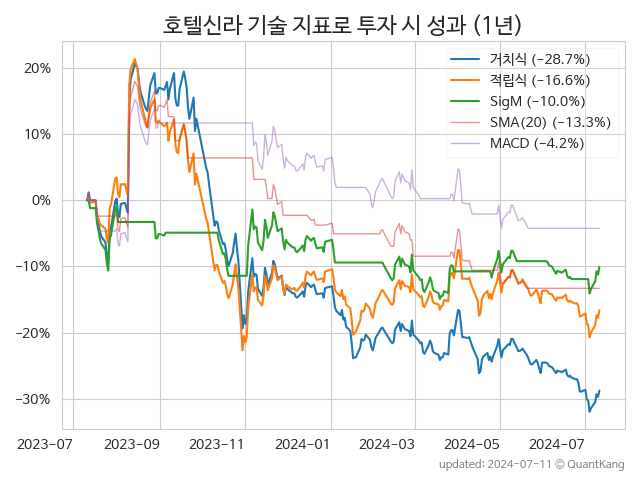 호텔신라 기술 지표로 투자 시 성과 (1년)
거치식 (−28.7%)
적립식 (−16.6%)
SigM (−10.0%)
SMA(20) (−13.3%)
MACD (−4.2%)
20%
10%
0%
−10%
−20%
−30%
2023-07 2023-09 2023-11 2024-01 2024-03 2024-05 2024-07
updated: 2024-07-11 © QuantKang